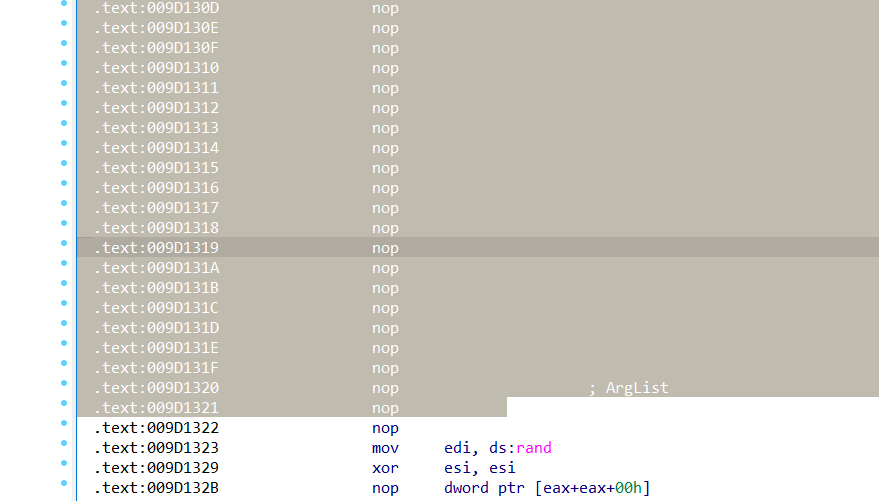 .text:009D130D nop
.text:009D130E nop
.text:009D130F nop
.text:009D1310 nop
.text:009D1311 nop
.text:009D1312 nop
.text:009D1313 nop
.text:009D1314 nop
.text:009D1315 nop
.text:009D1316 nop
.text:009D1317 nop
.text:009D1318 nop
.text:009D1319 nop
.text:009D131A nop
.text:009D131B nop
.text:009D131C nop
.text:009D131D nop
.text:009D131E nop
.text:009D131F nop
.text:009D1320 nop ; ArgList
.text:009D1321 nop
.text:009D1322 nop
.text:009D1323 mov edi, ds:rand
.text:009D1329 xor esi, esi
.text:009D132B nop dword ptr [eax+eax+00h]